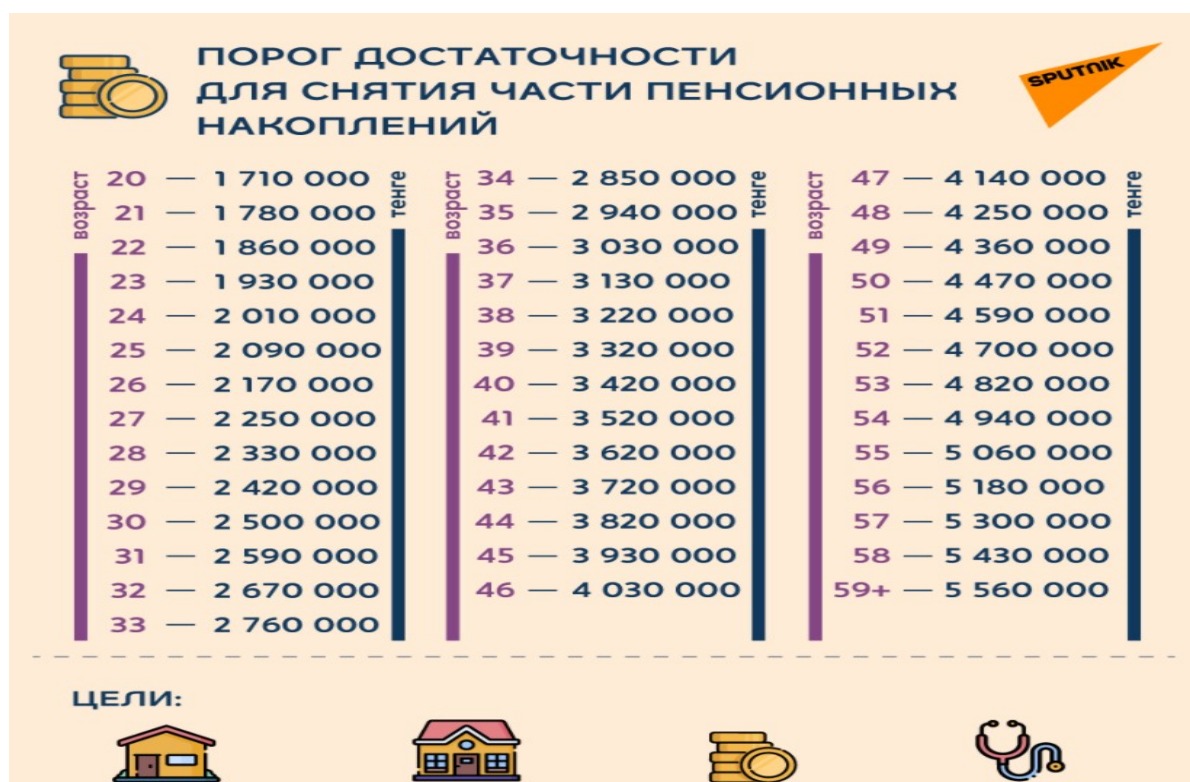 ПОРОГ ДОСТАТОЧНОСТИ
ДЛЯ СНЯТИЯ ЧАСТИ ПЕНСИОННЫХ
НАКОПЛЕНИЙ
SPUTNIK
возраст
тенге
20 — 1 710 000
21 — 1 780 000
22 — 1 860 000
23 — 1 930 000
24 — 2 010 000
25 — 2 090 000
26 — 2 170 000
27 — 2 250 000
28 — 2 330 000
29 — 2 420 000
30 — 2 500 000
31 — 2 590 000
32 — 2 670 000
33 — 2 760 000
возраст
тенге
34 — 2 850 000
35 — 2 940 000
36 — 3 030 000
37 — 3 130 000
38 — 3 220 000
39 — 3 320 000
40 — 3 420 000
41 — 3 520 000
42 — 3 620 000
43 — 3 720 000
44 — 3 820 000
45 — 3 930 000
46 — 4 030 000
возраст
тенге
47 — 4 140 000
48 — 4 250 000
49 — 4 360 000
50 — 4 470 000
51 — 4 590 000
52 — 4 700 000
53 — 4 820 000
54 — 4 940 000
55 — 5 060 000
56 — 5 180 000
57 — 5 300 000
58 — 5 430 000
59+ — 5 560 000
ЦЕЛИ: